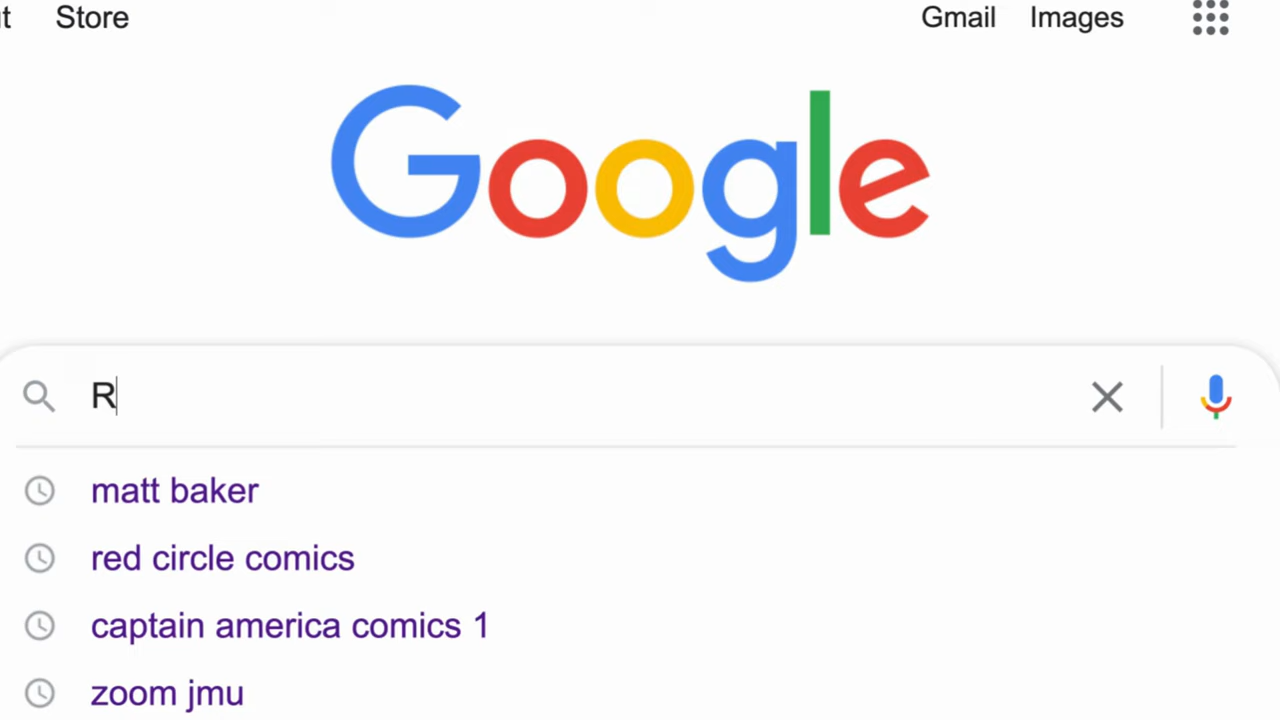 Store Gmail Images
Google
R
matt baker
red circle comics
captain america comics 1
zoom jmu